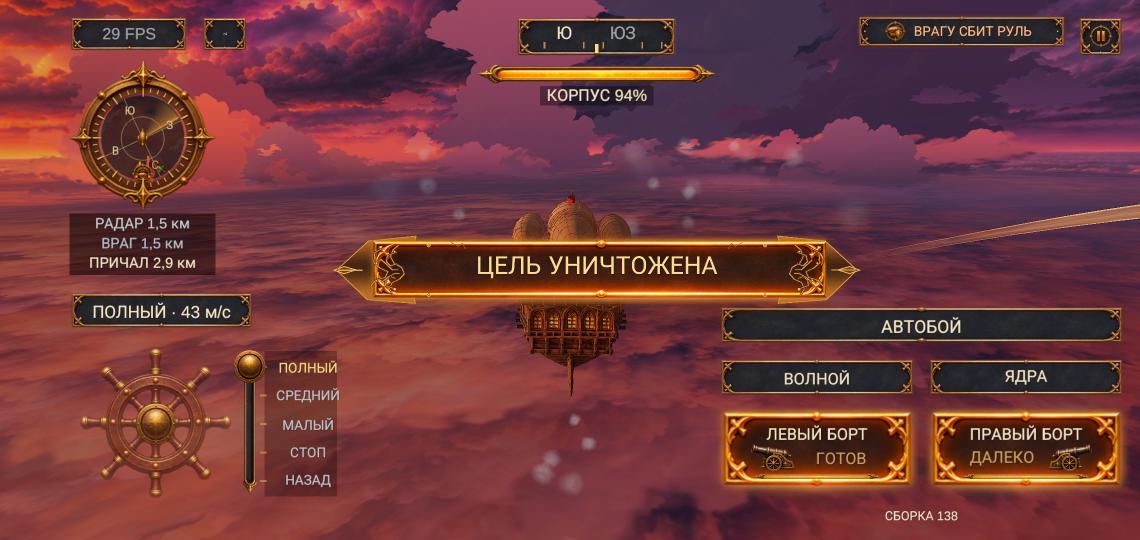 29 FPS
Ю ЮЗ
ВРАГУ СБИТ РУЛЬ
КОРПУС 94%
Ю
З
В
С
РАДАР 1,5 км
ВРАГ 1,5 км
ПРИЧАЛ 2,9 км
ЦЕЛЬ УНИЧТОЖЕНА
ПОЛНЫЙ · 43 м/с
АВТОБОЙ
ПОЛНЫЙ
СРЕДНИЙ
МАЛЫЙ
СТОП
НАЗАД
ВОЛНОЙ
ЯДРА
ЛЕВЫЙ БОРТ
ГОТОВ
ПРАВЫЙ БОРТ
ДАЛЕКО
СБОРКА 138